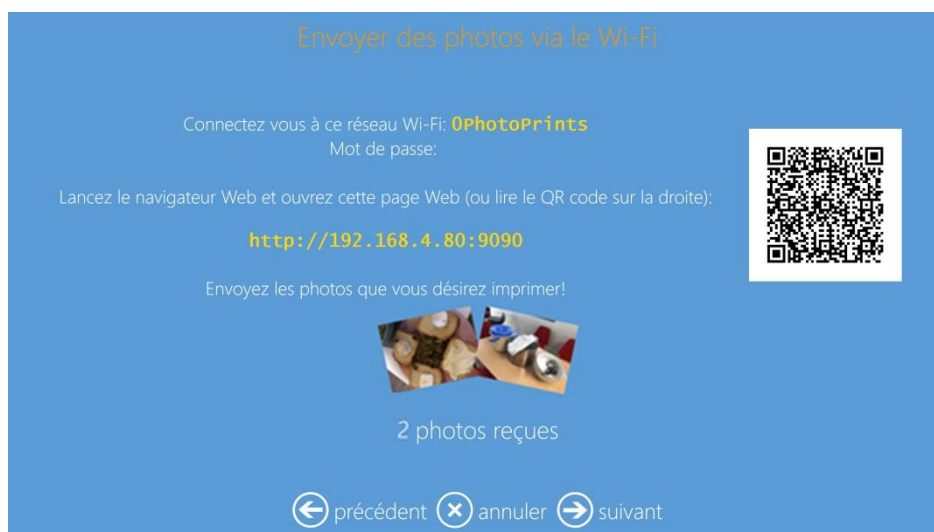 Envoyer des photos via le Wi-Fi
Connectez vous à ce réseau Wi-Fi: 0PhotoPrints
Mot de passe:
Lancez le navigateur Web et ouvrez cette page Web (ou lire le QR code sur la droite):
http://192.168.4.80:9090
Envoyez les photos que vous désirez imprimer!
2 photos reçues
précédent annuler suivant